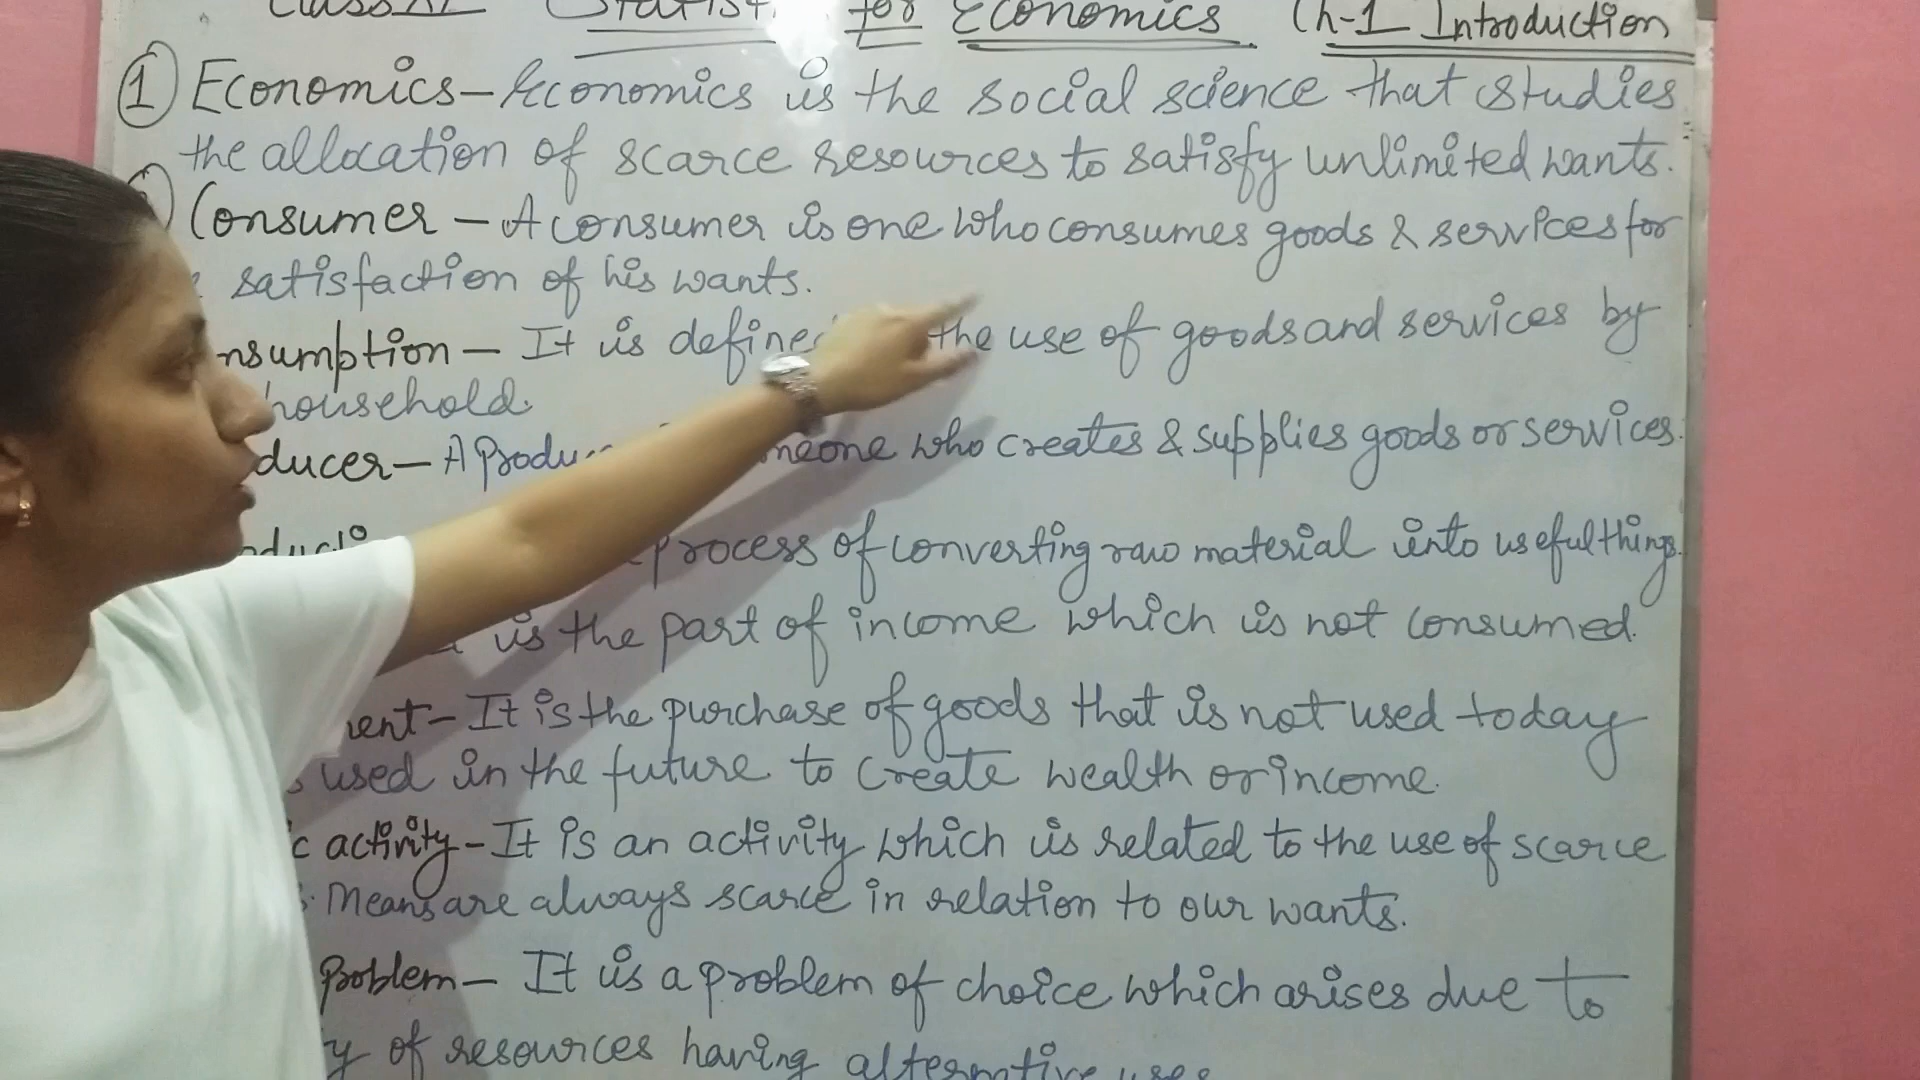 for Economics Ch-1 Introduction
① Economics - Economics is the social science that studies
the allocation of scarce resources to satisfy unlimited wants.
Consumer - A consumer is one who consumes goods & services for
satisfaction of his wants.
nsumption - It is define the use of goods and services by
household.
ducer - A Produ meone who creates & supplies goods or services.
process of converting raw material into useful things.
is the part of income which is not consumed.
ent - It is the purchase of goods that is not used today
used in the future to create wealth or income.
c activity - It is an activity which is related to the use of scarce
Means are always scarce in relation to our wants.
Problem - It is a problem of choice which arises due to
y of resources having alternative uses